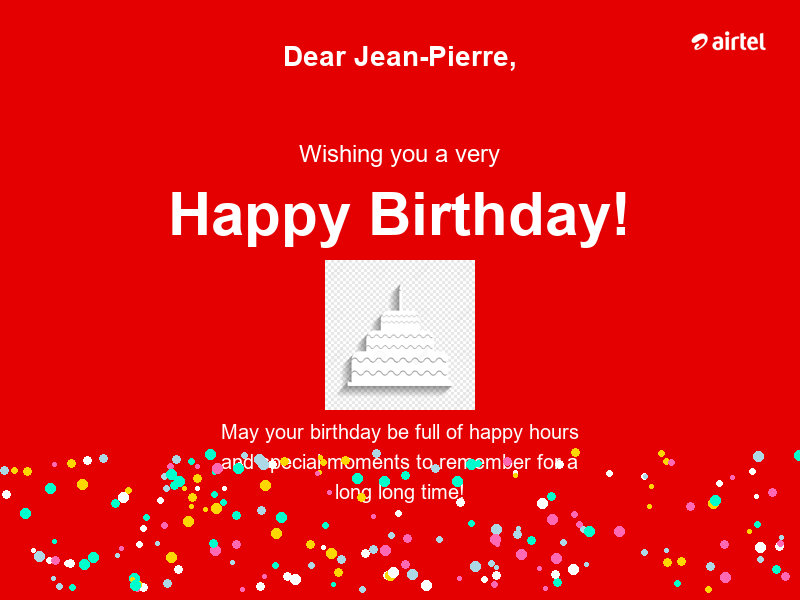 airtel
Dear Jean-Pierre,
Wishing you a very
Happy Birthday!
May your birthday be full of happy hours
and special moments to remember for a
long long time!